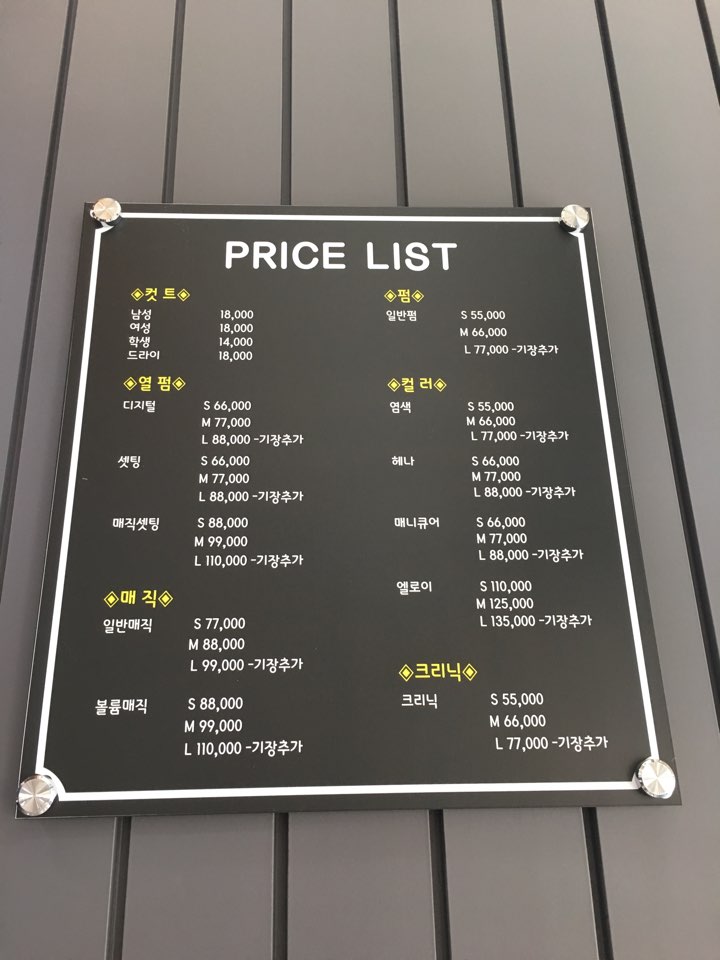 PRICE LIST
◈컷 트◈
남성 18,000
여성 18,000
학생 14,000
드라이 18,000
◈열 펌◈
디지털 S 66,000
M 77,000
L 88,000 -기장추가
셋팅 S 66,000
M 77,000
L 88,000 -기장추가
매직셋팅 S 88,000
M 99,000
L 110,000 -기장추가
◈매 직◈
일반매직 S 77,000
M 88,000
L 99,000 -기장추가
볼륨매직 S 88,000
M 99,000
L 110,000 -기장추가
◈펌◈
일반펌 S 55,000
M 66,000
L 77,000 -기장추가
◈컬 러◈
염색 S 55,000
M 66,000
L 77,000 -기장추가
헤나 S 66,000
M 77,000
L 88,000 -기장추가
매니큐어 S 66,000
M 77,000
L 88,000 -기장추가
엘로이 S 110,000
M 125,000
L 135,000 -기장추가
◈크리닉◈
크리닉 S 55,000
M 66,000
L 77,000 -기장추가